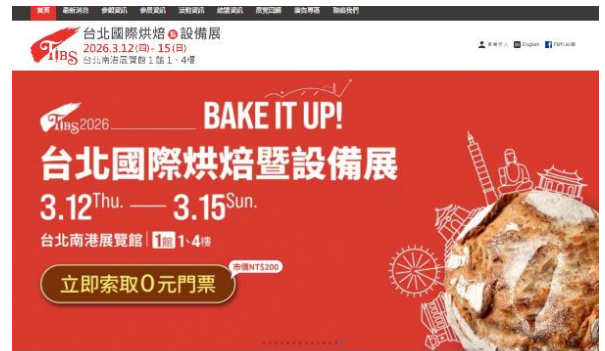 首頁 最新消息 參觀資訊 參展資訊 活動資訊 結盟資訊 展覽回顧 廣告專區 聯絡我們
TIBS 台北國際烘焙暨設備展
2026.3.12(四)- 15(日)
台北南港展覽館1館1、4樓
English
TIBS 2026 BAKE IT UP!
台北國際烘焙暨設備展
3.12Thu. — 3.15Sun.
台北南港展覽館 1館 1、4樓
立即索取0元門票
市價NT$200